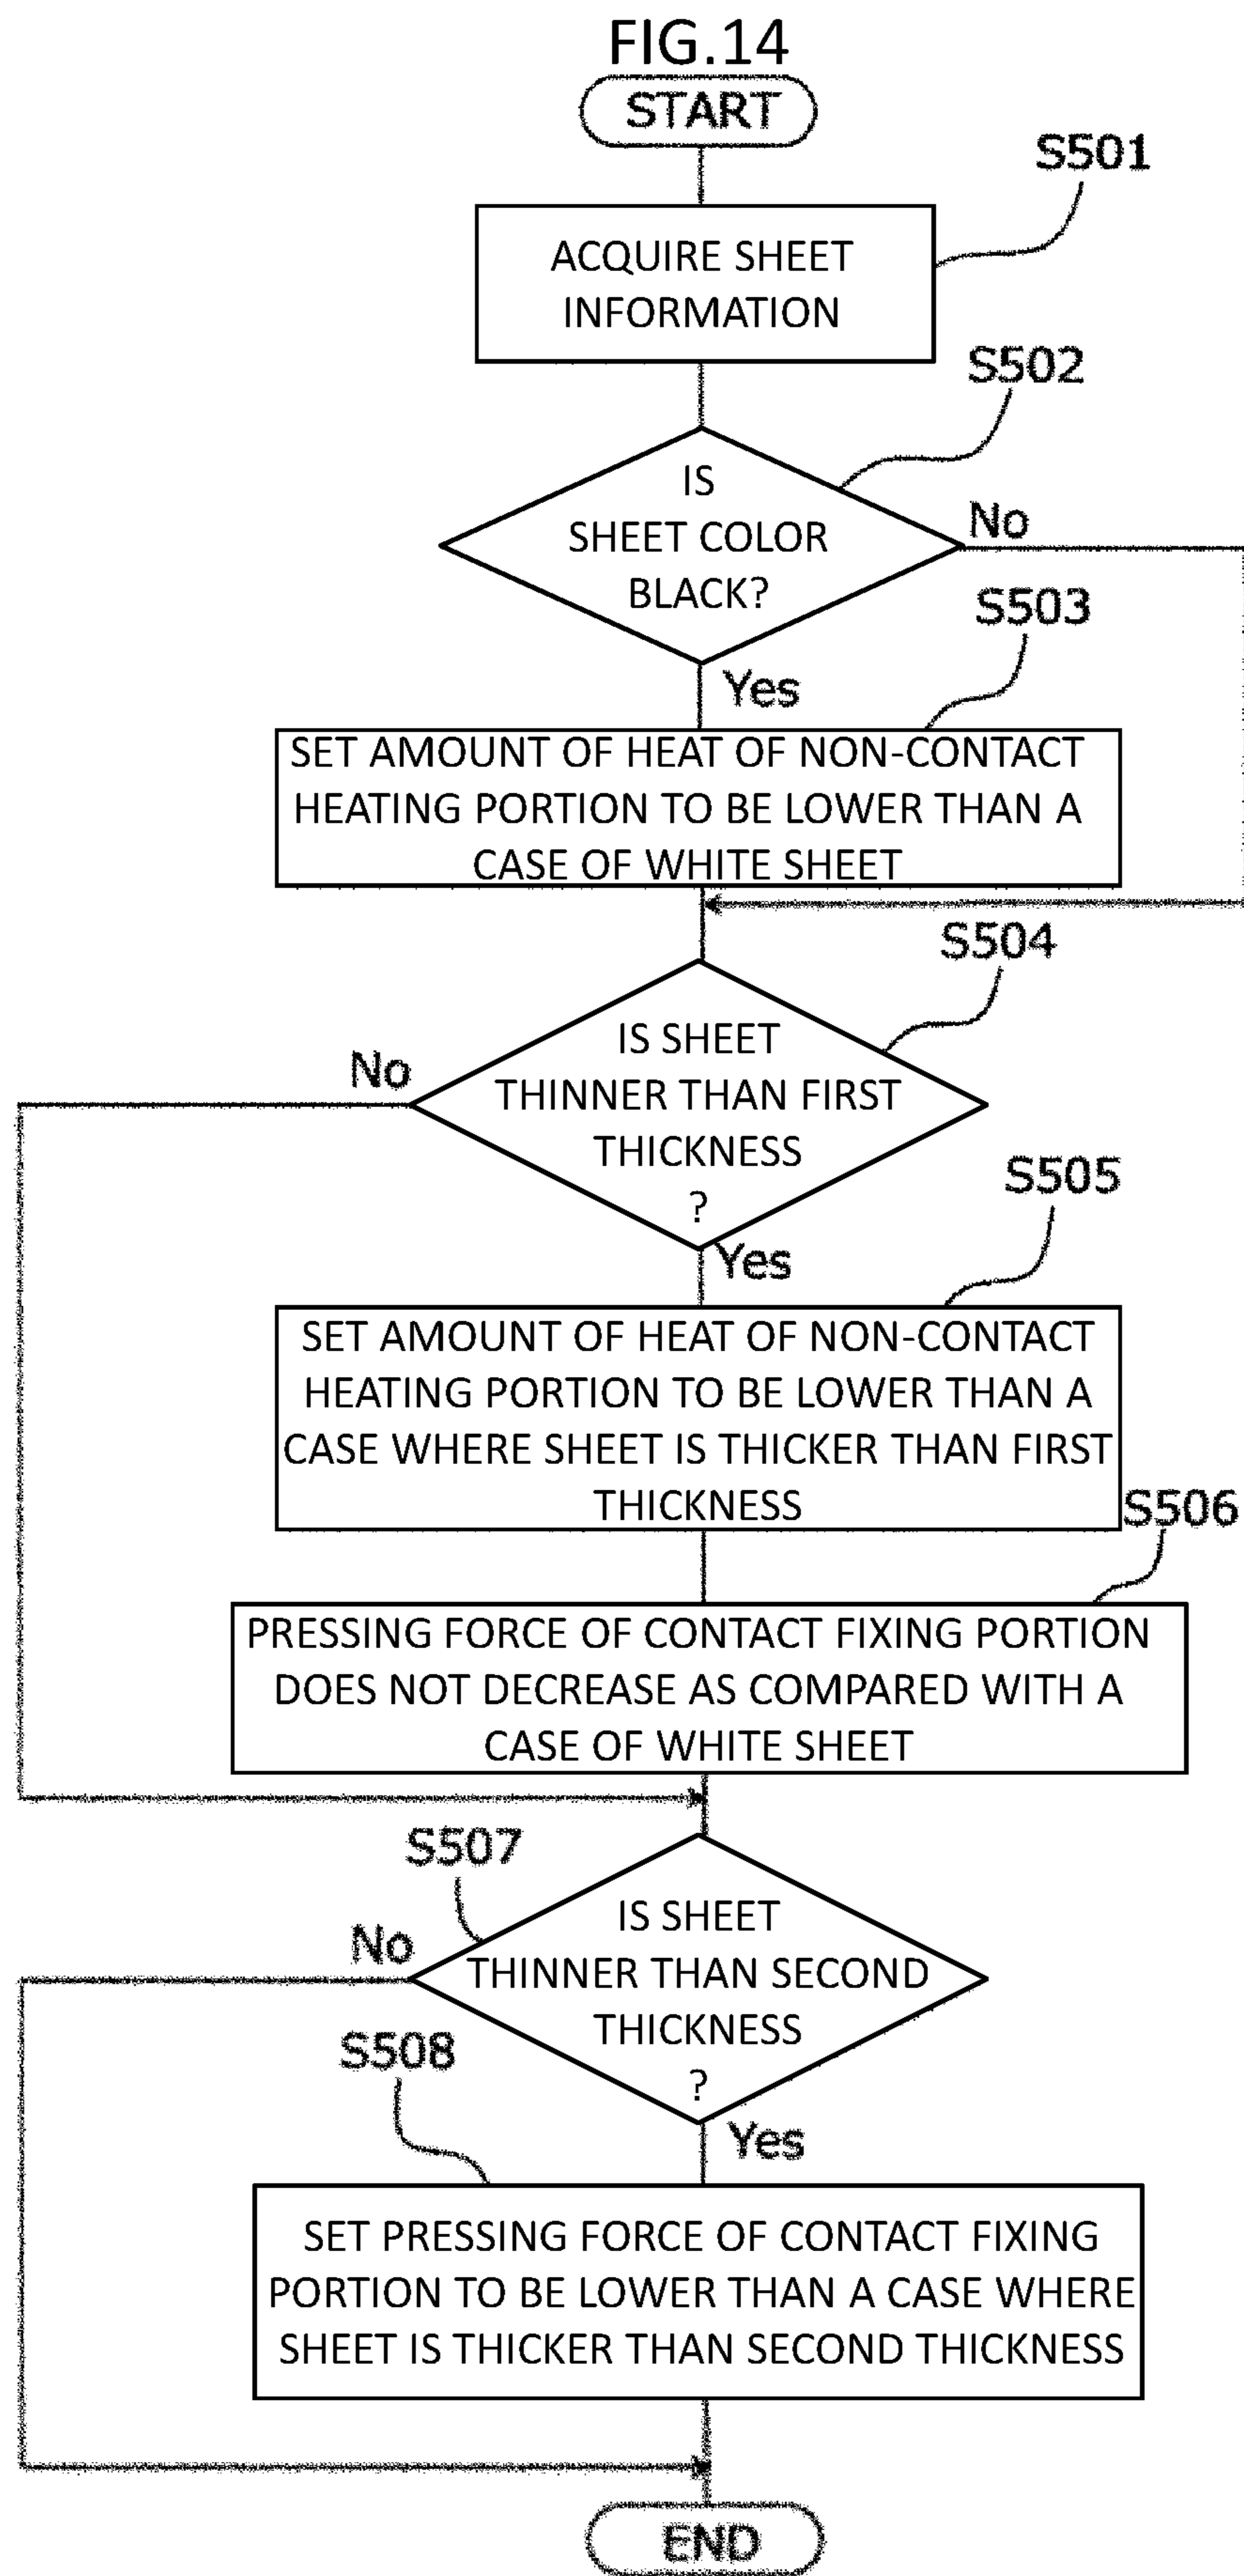 FIG.14
START
S501
ACQUIRE SHEET
INFORMATION
S502
IS
SHEET COLOR
BLACK?
No
S503
Yes
SET AMOUNT OF HEAT OF NON-CONTACT
HEATING PORTION TO BE LOWER THAN A
CASE OF WHITE SHEET
S504
IS SHEET
THINNER THAN FIRST
THICKNESS
?
No
S505
Yes
SET AMOUNT OF HEAT OF NON-CONTACT
HEATING PORTION TO BE LOWER THAN A
CASE WHERE SHEET IS THICKER THAN FIRST
THICKNESS
S506
PRESSING FORCE OF CONTACT FIXING PORTION
DOES NOT DECREASE AS COMPARED WITH A
CASE OF WHITE SHEET
S507
IS SHEET
THINNER THAN SECOND
THICKNESS
?
No
S508
Yes
SET PRESSING FORCE OF CONTACT FIXING
PORTION TO BE LOWER THAN A CASE WHERE
SHEET IS THICKER THAN SECOND THICKNESS
END